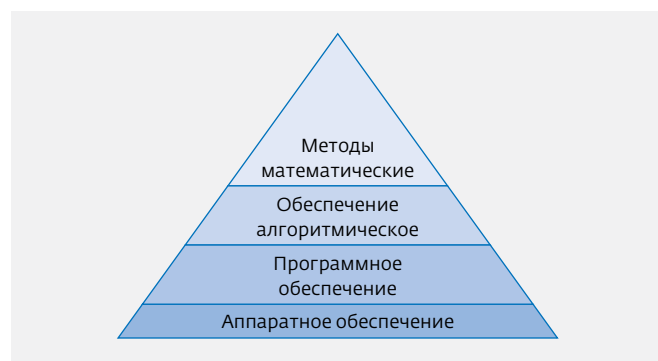 Методы
математические
Обеспечение
алгоритмическое
Программное
обеспечение
Аппаратное обеспечение